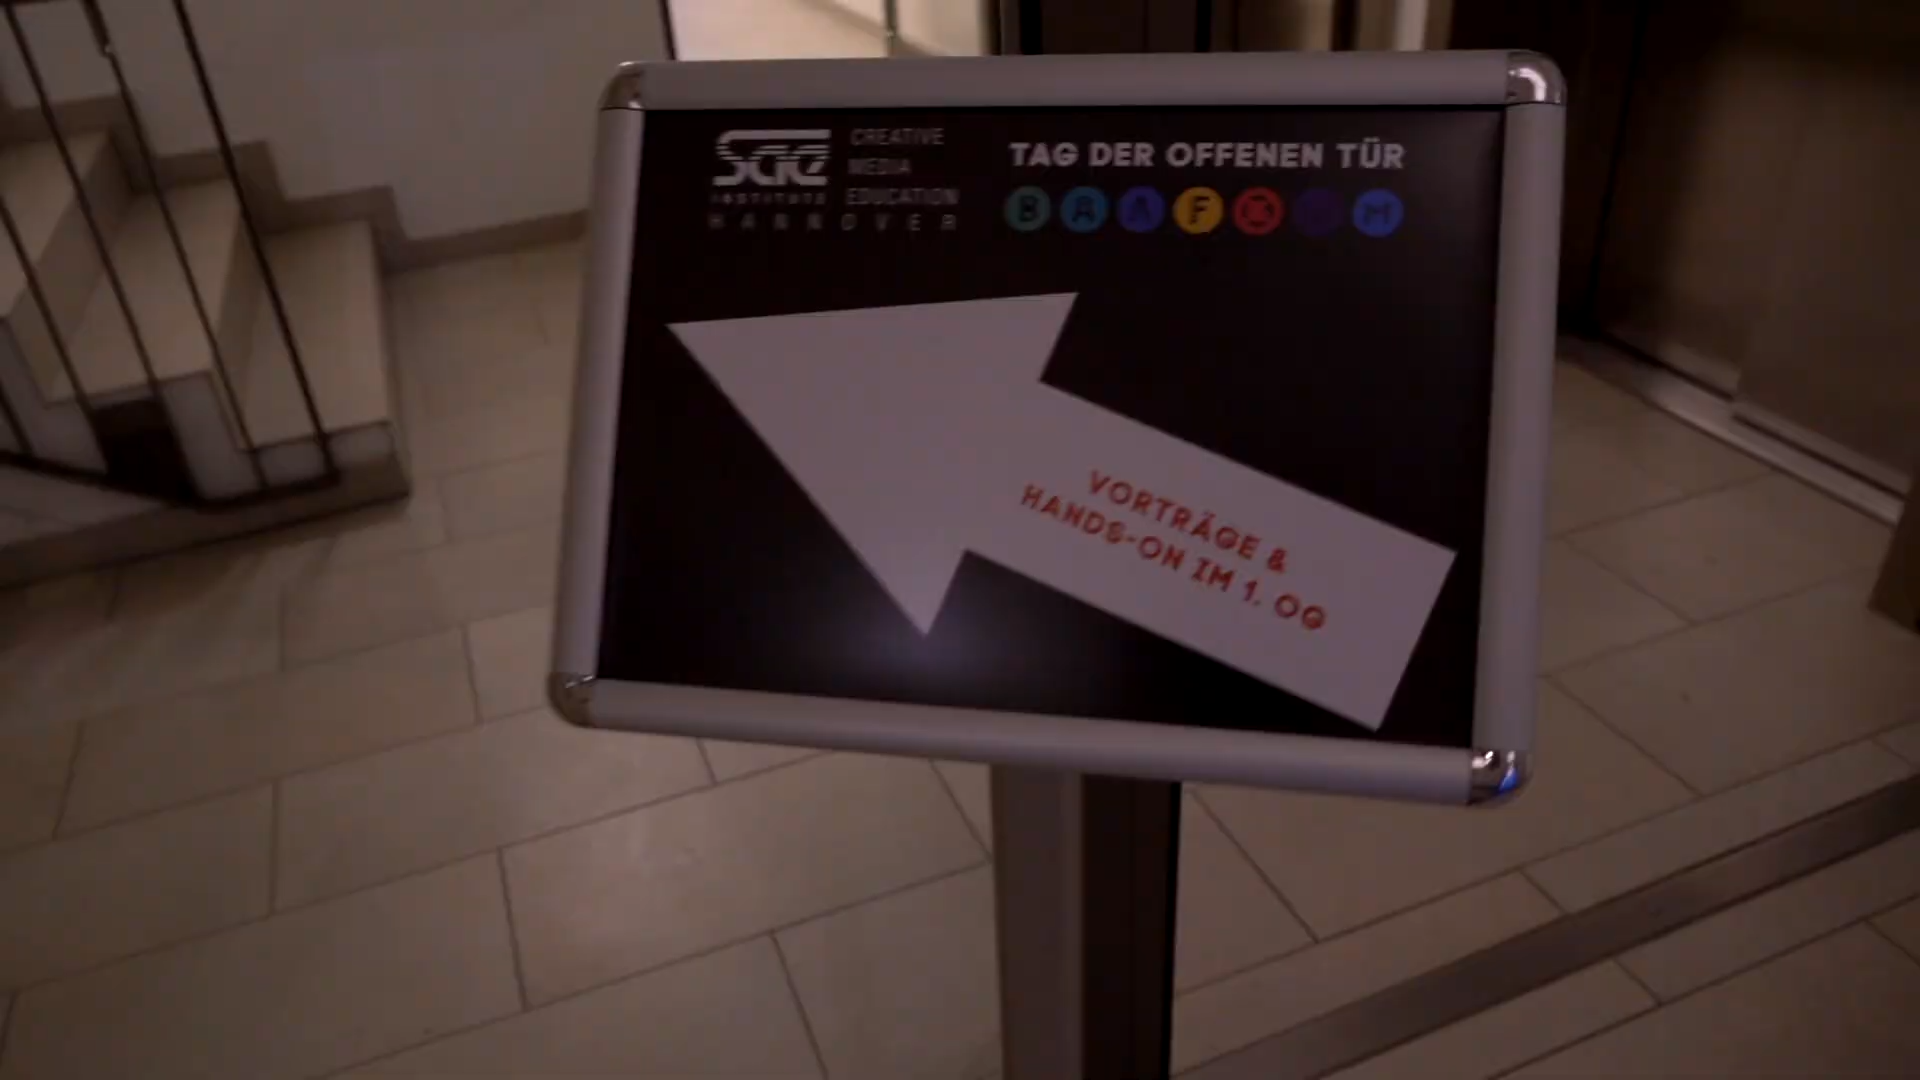 sae
INSTITUTE
HANNOVER
CREATIVE
MEDIA
EDUCATION
TAG DER OFFENEN TÜR
B A A F M
VORTRÄGE &
HANDS-ON IM 1. OG